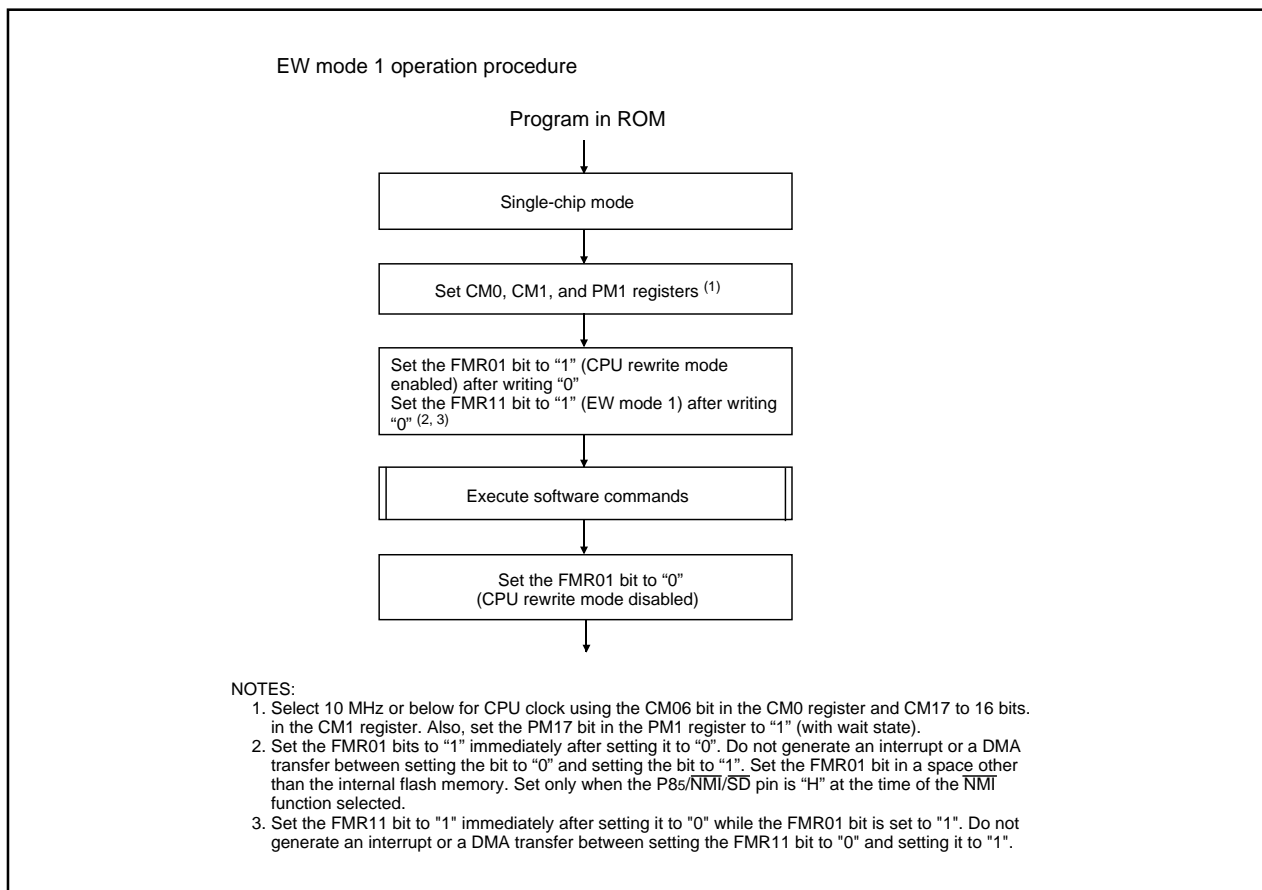 EW mode 1 operation procedure
Program in ROM
Single-chip mode
Set CM0, CM1, and PM1 registers (1)
Set the FMR01 bit to “1” (CPU rewrite mode
enabled) after writing “0”
Set the FMR11 bit to “1” (EW mode 1) after writing
“0” (2, 3)
Execute software commands
Set the FMR01 bit to “0”
(CPU rewrite mode disabled)
NOTES:
1. Select 10 MHz or below for CPU clock using the CM06 bit in the CM0 register and CM17 to 16 bits.
in the CM1 register. Also, set the PM17 bit in the PM1 register to “1” (with wait state).
2. Set the FMR01 bits to “1” immediately after setting it to “0”. Do not generate an interrupt or a DMA
transfer between setting the bit to “0” and setting the bit to “1”. Set the FMR01 bit in a space other
than the internal flash memory. Set only when the P85/NMI/SD pin is “H” at the time of the NMI
function selected.
3. Set the FMR11 bit to "1" immediately after setting it to "0" while the FMR01 bit is set to "1". Do not
generate an interrupt or a DMA transfer between setting the FMR11 bit to "0" and setting it to "1".